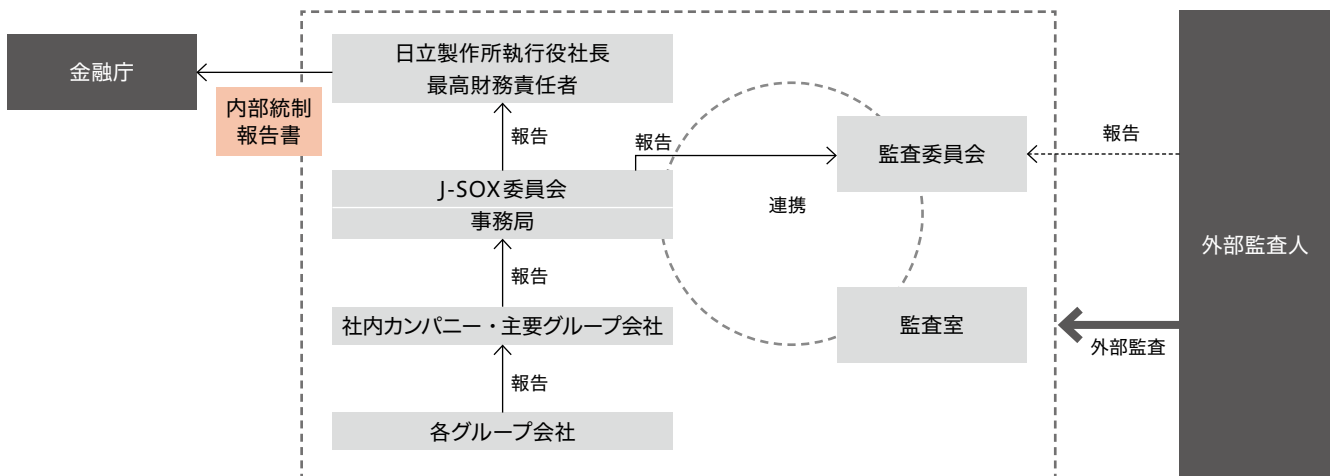 金融庁
内部統制
報告書
日立製作所執行役社長
最高財務責任者
報告
J-SOX委員会
事務局
報告
社内カンパニー・主要グループ会社
報告
各グループ会社
報告
連携
監査委員会
監査室
報告
外部監査
外部監査人